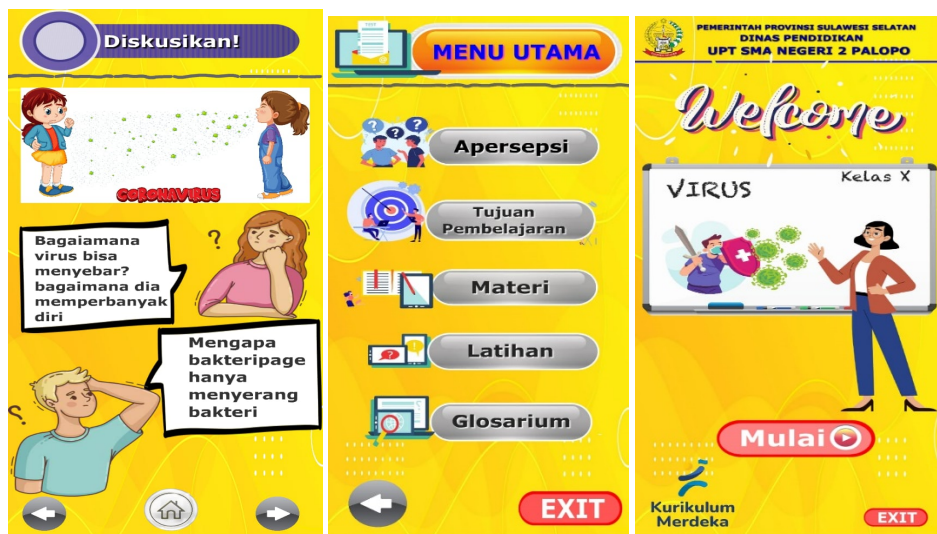 Diskusikan!
CORONAVIRUS
Bagaiamana
virus bisa
menyebar?
bagaimana dia
memperbanyak
diri
?
Mengapa
bakteripage
hanya
menyerang
bakteri
?
MENU UTAMA
? ? ?
Apersepsi
Tujuan
Pembelajaran
Materi
? !
Latihan
Glosarium
EXIT
PEMERINTAH PROVINSI SULAWESI SELATAN
DINAS PENDIDIKAN
UPT SMA NEGERI 2 PALOPO
Welcome
VIRUS
Kelas X
Mulai
Kurikulum
Merdeka
EXIT